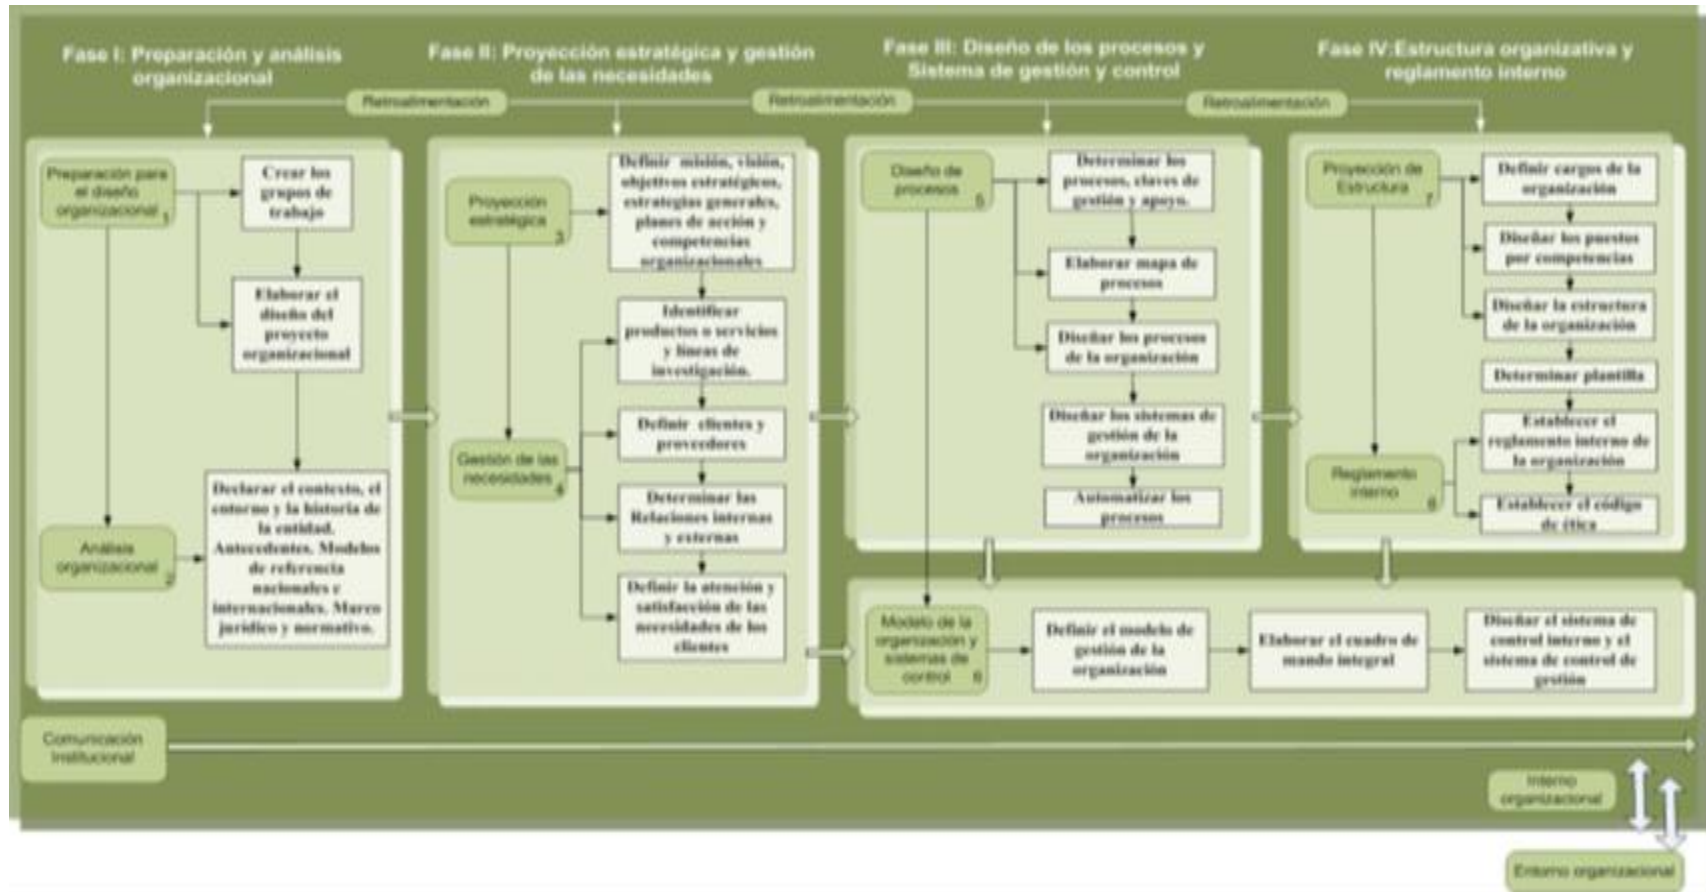 Fase I: Preparación y análisis
organizacional
Fase II: Proyección estratégica y gestión
de las necesidades
Fase III: Diseño de los procesos y
Sistema de gestión y control
Fase IV:Estructura organizativa y
reglamento interno
Retroalimentación
Retroalimentación
Retroalimentación
Preparación para
el diseño
organizacional 1
Crear los
grupos de
trabajo
Elaborar el
diseño del
proyecto
organizacional
Análisis
organizacional 2
Declarar el contexto, el
entorno y la historia de
la entidad.
Antecedentes. Modelos
de referencia
nacionales e
internacionales. Marco
jurídico y normativo.
Proyección
estratégica 3
Definir misión, visión,
objetivos estratégicos,
estrategias generales,
planes de acción y
competencias
organizacionales
Identificar
productos o servicios
y líneas de
investigación.
Gestión de las
necesidades 4
Definir clientes y
proveedores
Determinar las
Relaciones internas
y externas
Definir la atención y
satisfacción de las
necesidades de los
clientes
Diseño de
procesos 5
Determinar los
procesos, claves de
gestión y apoyo.
Elaborar mapa de
procesos
Diseñar los procesos
de la organización
Diseñar los sistemas de
gestión de la
organización
Automatizar los
procesos
Proyección de
Estructura 7
Definir cargos de la
organización
Diseñar los puestos
por competencias
Diseñar la estructura
de la organización
Determinar plantilla
Reglamento
interno 8
Establecer el
reglamento interno de
la organización
Establecer el código
de ética
Modelo de la
organización y
sistemas de
control 6
Definir el modelo de
gestión de la
organización
Elaborar el cuadro de
mando integral
Diseñar el sistema de
control interno y el
sistema de control de
gestión
Comunicación
Institucional
Interno
organizacional
Entorno organizacional